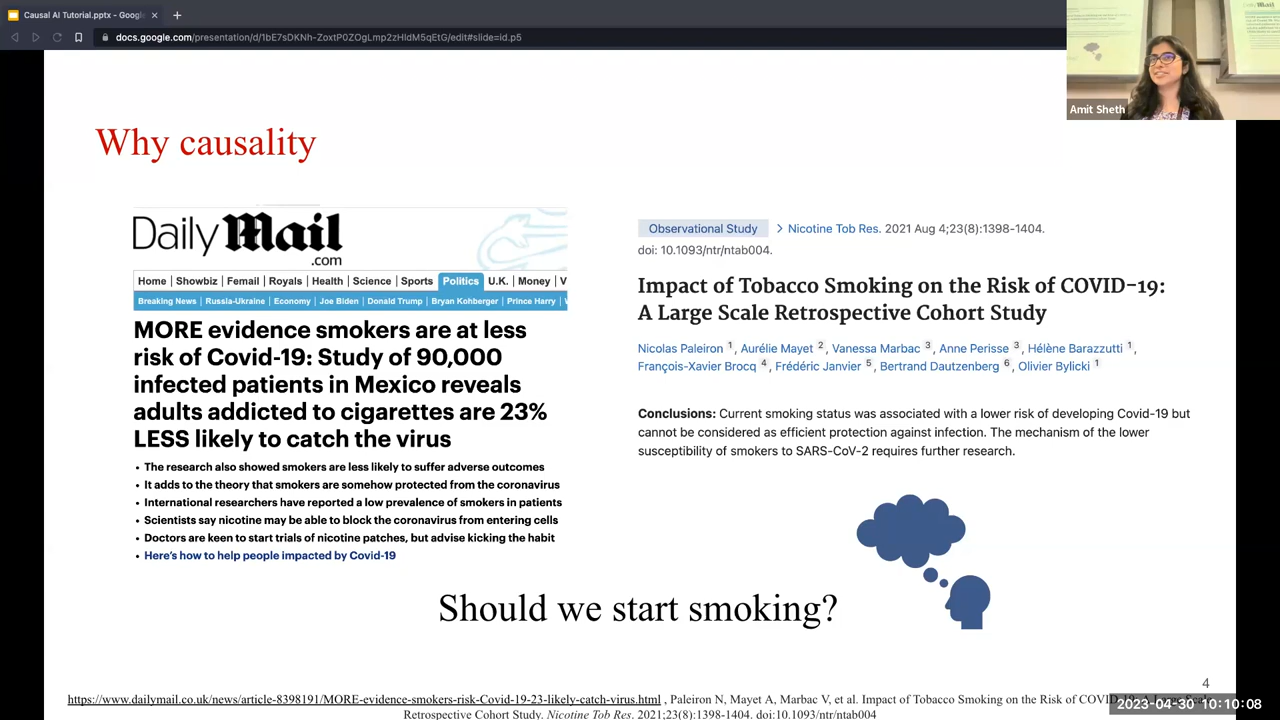 Causal AI Tutorial.pptx - Google
docs.google.com/presentation/d/1bE7sDKNh-ZoxtP0ZOgLmp2zHdMFqEtG/edit#slide=id.p5
Amit Sheth
Why causality
Daily Mail
.com
Home | Showbiz | Femail | Royals | Health | Science | Sports | Politics | U.K. | Money | V
Breaking News | Russia-Ukraine | Economy | Joe Biden | Donald Trump | Bryan Kohberger | Prince Harry |
MORE evidence smokers are at less
risk of Covid-19: Study of 90,000
infected patients in Mexico reveals
adults addicted to cigarettes are 23%
LESS likely to catch the virus
• The research also showed smokers are less likely to suffer adverse outcomes
• It adds to the theory that smokers are somehow protected from the coronavirus
• International researchers have reported a low prevalence of smokers in patients
• Scientists say nicotine may be able to block the coronavirus from entering cells
• Doctors are keen to start trials of nicotine patches, but advise kicking the habit
• Here's how to help people impacted by Covid-19
Observational Study > Nicotine Tob Res. 2021 Aug 4;23(8):1398-1404.
doi: 10.1093/ntr/ntab004.
Impact of Tobacco Smoking on the Risk of COVID-19:
A Large Scale Retrospective Cohort Study
Nicolas Paleiron 1, Aurélie Mayet 2, Vanessa Marbac 3, Anne Perisse 3, Hélène Barazzutti 1,
François-Xavier Brocq 4, Frédéric Janvier 5, Bertrand Dautzenberg 6, Olivier Bylicki 1
Conclusions: Current smoking status was associated with a lower risk of developing Covid-19 but
cannot be considered as efficient protection against infection. The mechanism of the lower
susceptibility of smokers to SARS-CoV-2 requires further research.
Should we start smoking?
4
https://www.dailymail.co.uk/news/article-8398191/MORE-evidence-smokers-risk-Covid-19-23-likely-catch-virus.html , Paleiron N, Mayet A, Marbac V, et al. Impact of Tobacco Smoking on the Risk of COVID-19: A Large Scale
Retrospective Cohort Study. Nicotine Tob Res. 2021;23(8):1398-1404. doi:10.1093/ntr/ntab004
2023-04-30 10:10:08